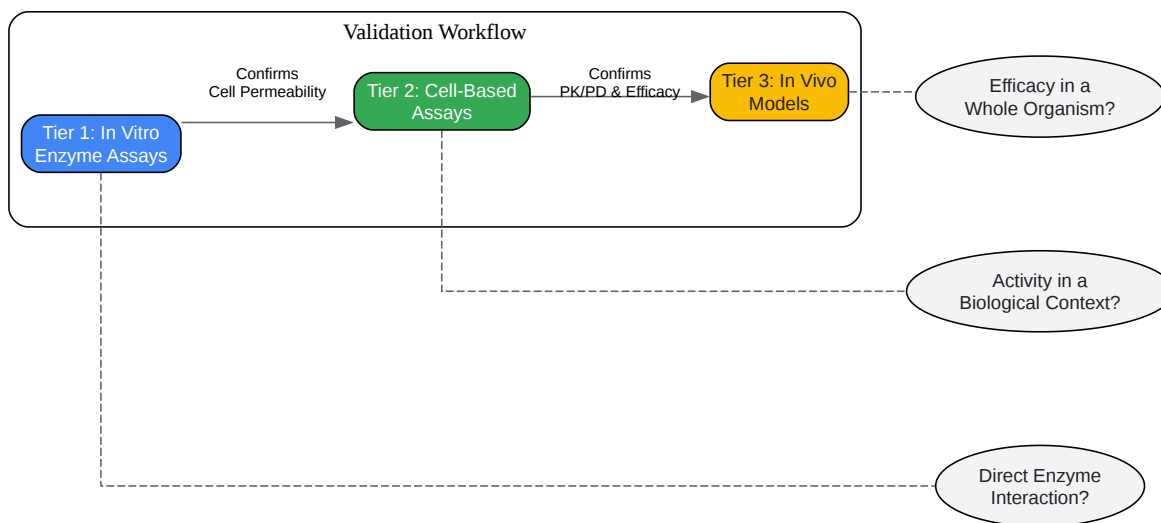 Validation Workflow
Confirms
Cell Permeability
Confirms
PK/PD & Efficacy
Tier 1: In Vitro
Enzyme Assays
Tier 2: Cell-Based
Assays
Tier 3: In Vivo
Models
Efficacy in a
Whole Organism?
Activity in a
Biological Context?
Direct Enzyme
Interaction?